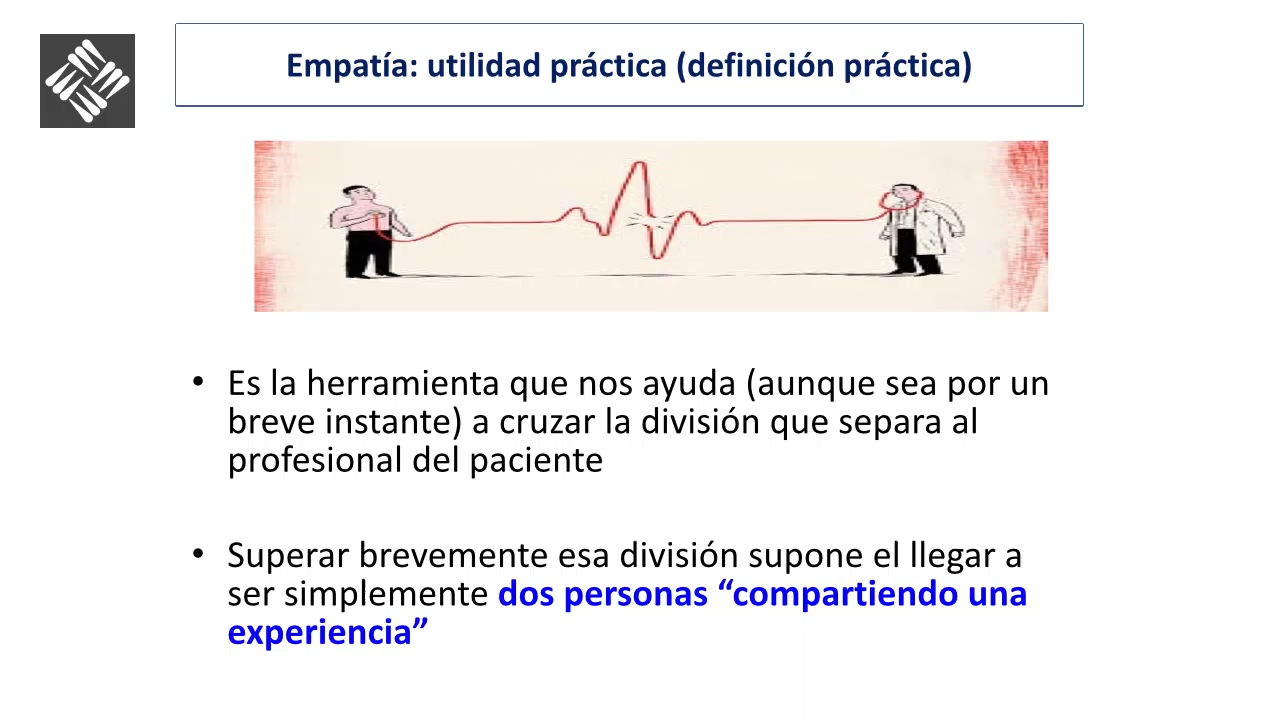 Empatía: utilidad práctica (definición práctica)
• Es la herramienta que nos ayuda (aunque sea por un
breve instante) a cruzar la división que separa al
profesional del paciente
• Superar brevemente esa división supone el llegar a
ser simplemente dos personas “compartiendo una
experiencia”